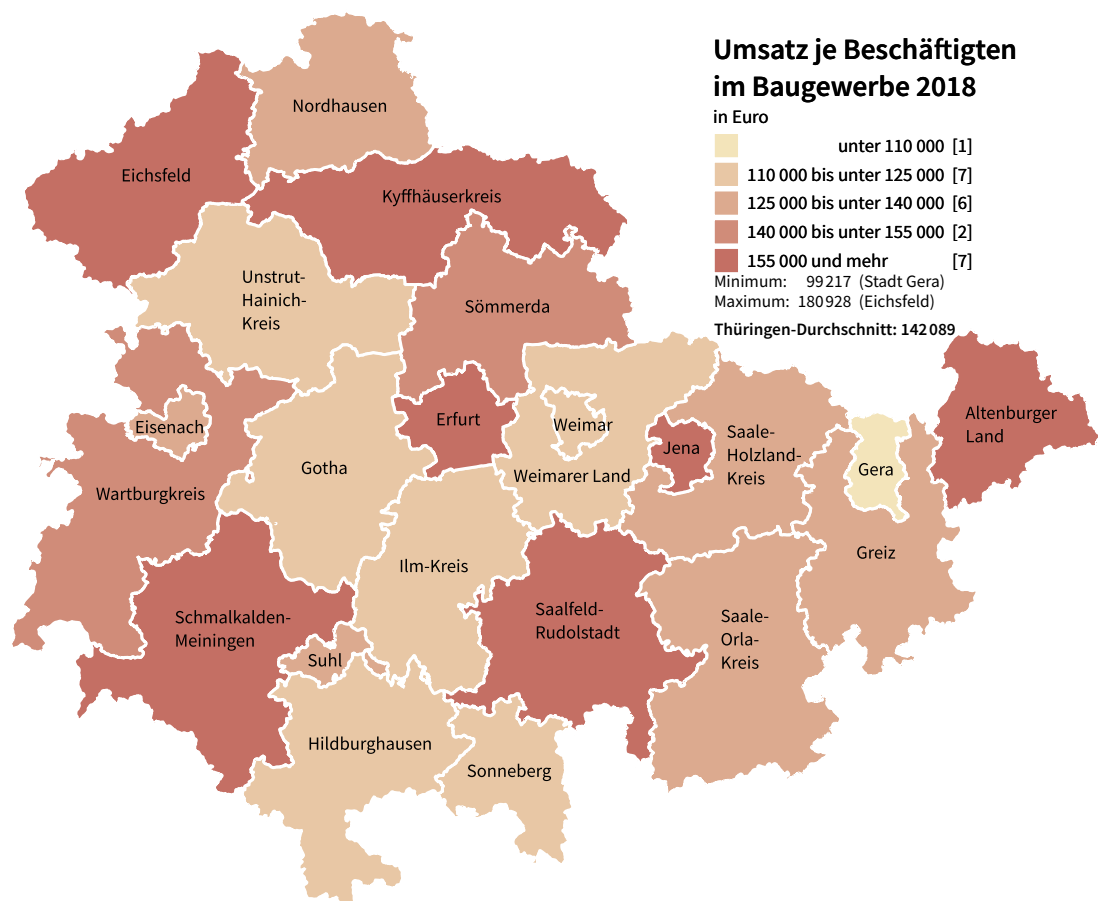 Umsatz je Beschäftigten
im Baugewerbe 2018
in Euro
unter 110 000 [1]
110 000 bis unter 125 000 [7]
125 000 bis unter 140 000 [6]
140 000 bis unter 155 000 [2]
155 000 und mehr [7]
Minimum: 99 217 (Stadt Gera)
Maximum: 180 928 (Eichsfeld)
Thüringen-Durchschnitt: 142 089
Nordhausen
Eichsfeld
Kyffhäuserkreis
Unstrut-
Hainich-
Kreis
Sömmerda
Eisenach
Erfurt
Weimar
Jena
Saale-
Holzland-
Kreis
Altenburger
Land
Gotha
Weimarer Land
Gera
Wartburgkreis
Ilm-Kreis
Greiz
Schmalkalden-
Meiningen
Saalfeld-
Rudolstadt
Saale-
Orla-
Kreis
Suhl
Hildburghausen
Sonneberg